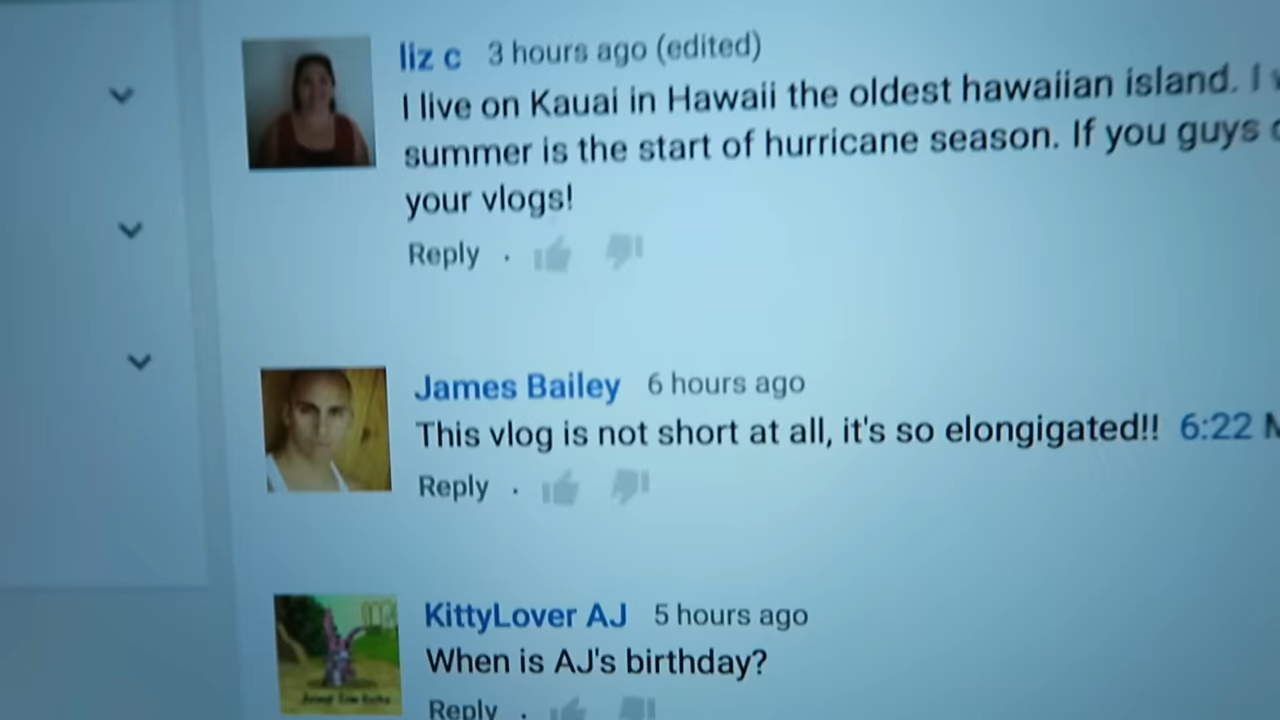 liz c 3 hours ago (edited)
I live on Kauai in Hawaii the oldest hawaiian island. I
summer is the start of hurricane season. If you guys
your vlogs!
Reply ·
James Bailey 6 hours ago
This vlog is not short at all, it's so elongigated!! 6:22
Reply ·
KittyLover AJ 5 hours ago
When is AJ's birthday?
Reply ·